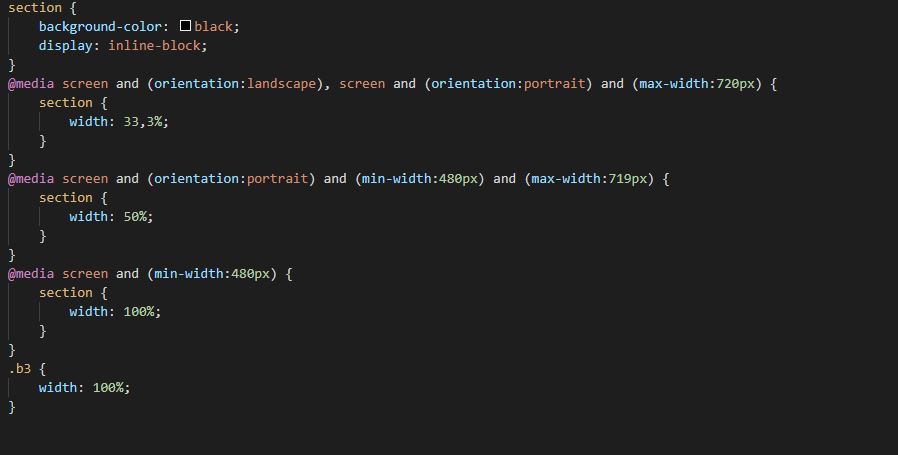 section {
    background-color: black;
    display: inline-block;
}
@media screen and (orientation:landscape), screen and (orientation:portrait) and (max-width:720px) {
    section {
        width: 33,3%;
    }
}
@media screen and (orientation:portrait) and (min-width:480px) and (max-width:719px) {
    section {
        width: 50%;
    }
}
@media screen and (min-width:480px) {
    section {
        width: 100%;
    }
}
.b3 {
    width: 100%;
}